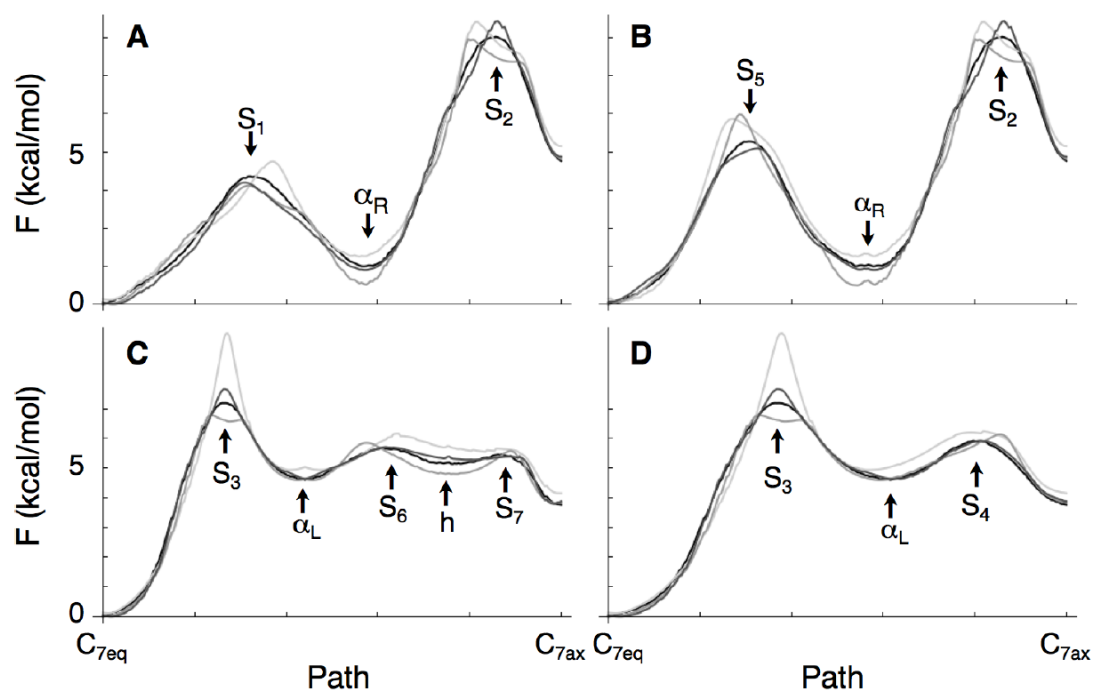 A
B
S1
S5
S2
S2
αR
αR
F (kcal/mol)
5
0
F (kcal/mol)
5
0
C
D
S3
αL
S6
h
S7
S3
αL
S4
C7eq
C7ax
C7eq
C7ax
Path
Path